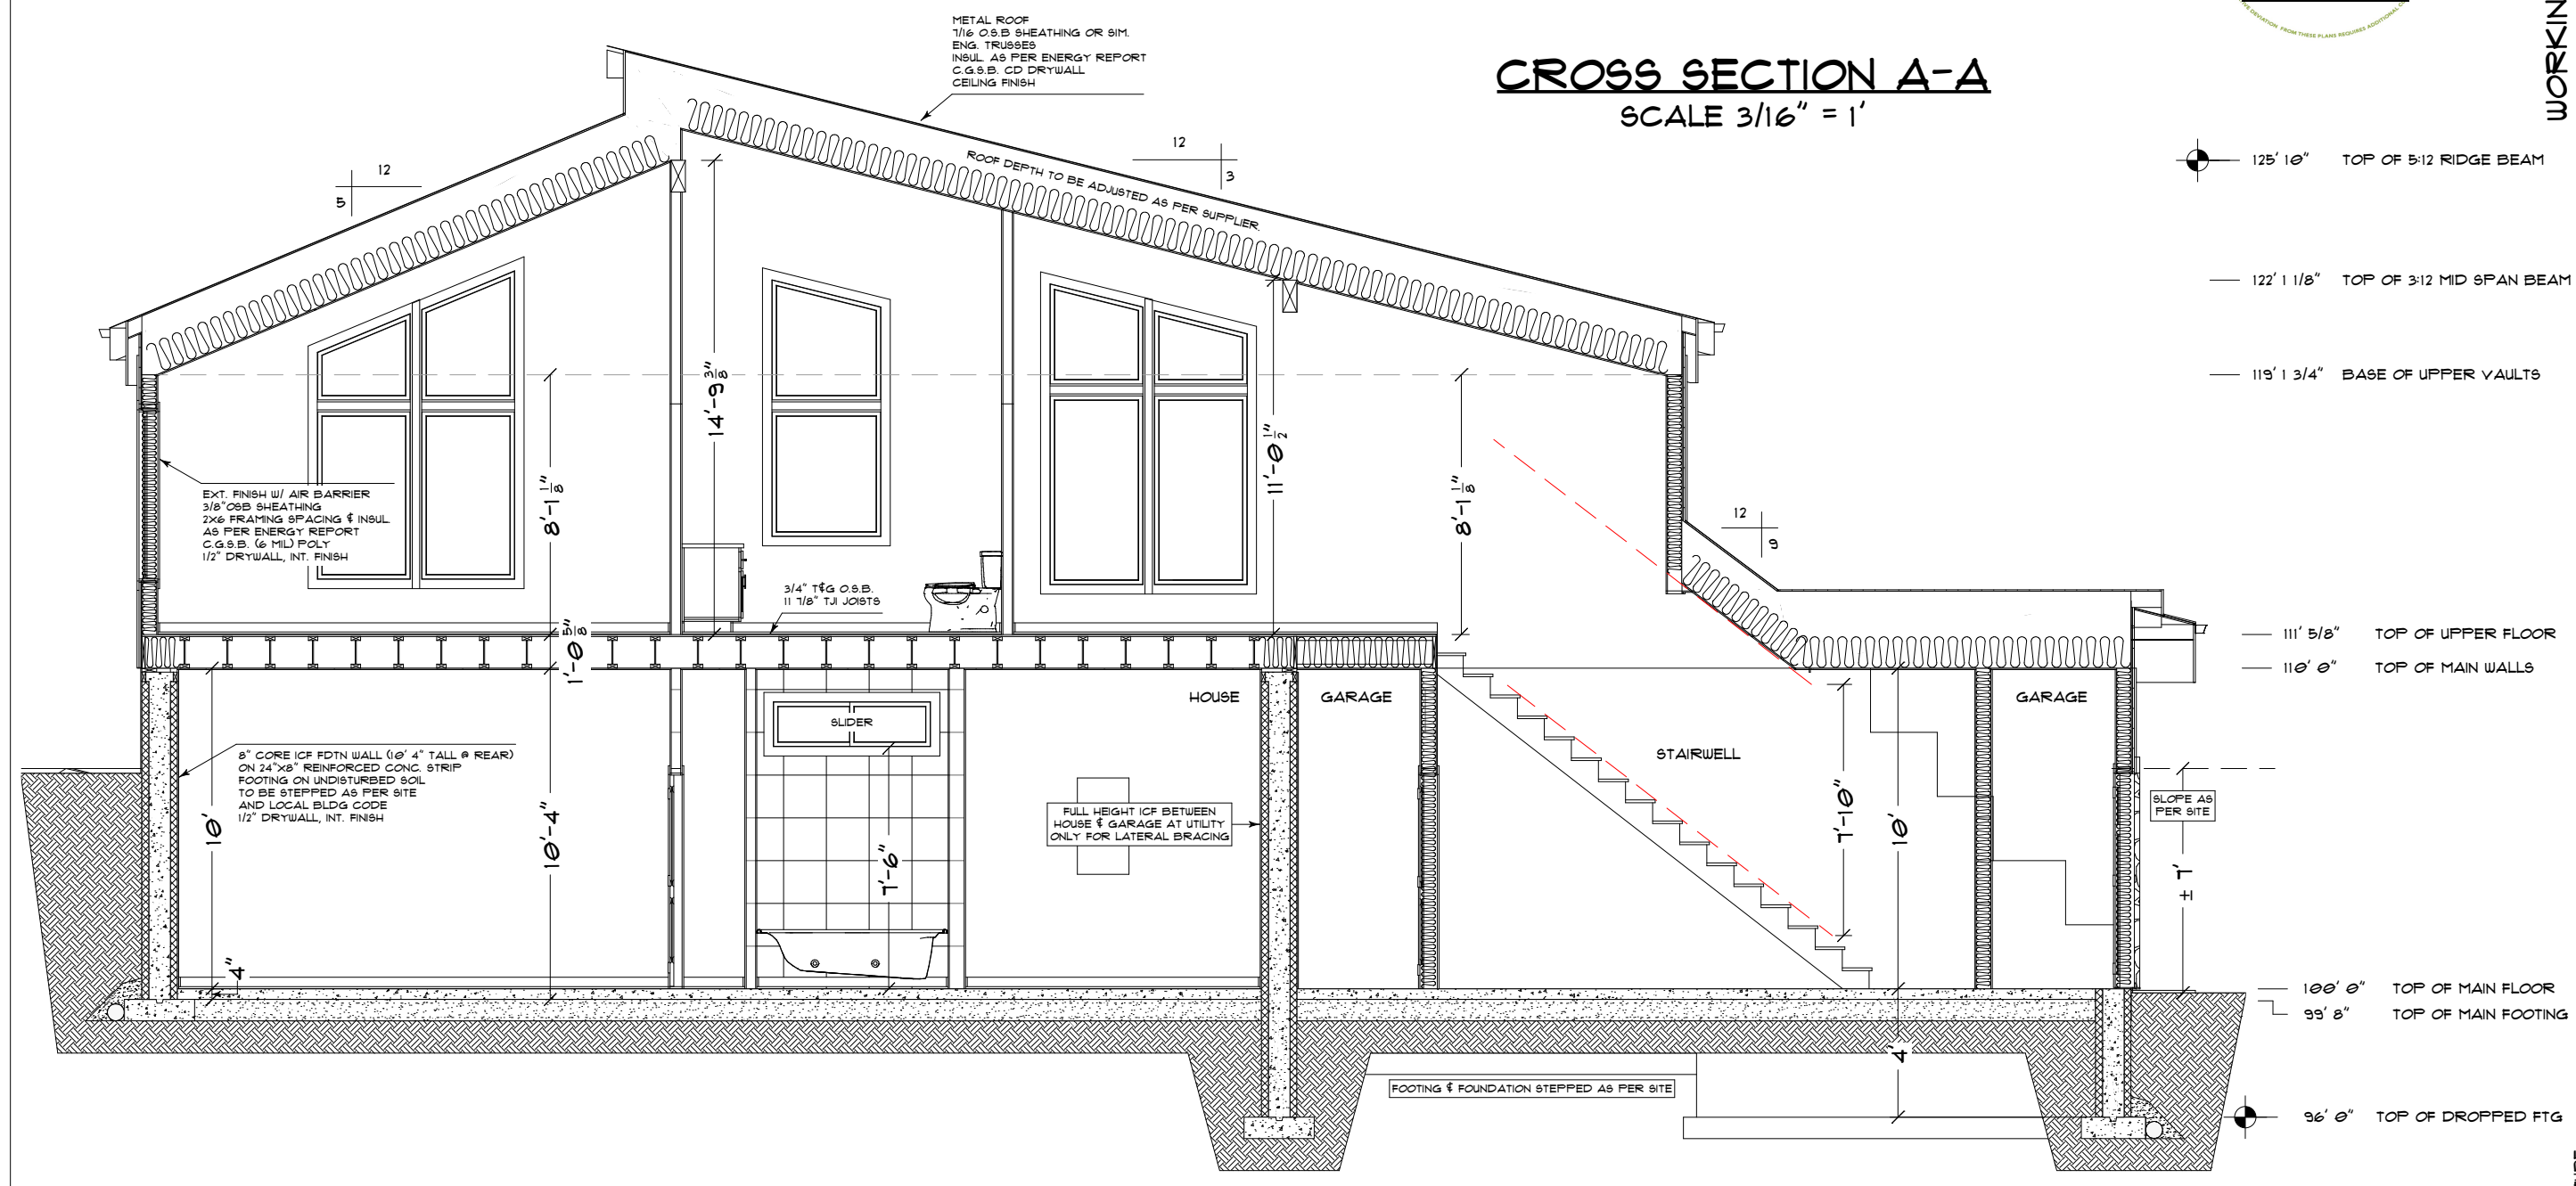 METAL ROOF
7/16 O.S.B SHEATHING OR SIM.
ENG. TRUSSES
INSUL. AS PER ENERGY REPORT
C.G.S.B. CD DRYWALL
CEILING FINISH
CROSS SECTION A-A
SCALE 3/16" = 1'
FROM THESE PLANS REQUIRES ADDITIONAL
WORKIN
12
5
12
3
ROOF DEPTH TO BE ADJUSTED AS PER SUPPLIER.
125' 10" TOP OF 5:12 RIDGE BEAM
122' 1 1/8" TOP OF 3:12 MID SPAN BEAM
119' 1 3/4" BASE OF UPPER VAULTS
EXT. FINISH W/ AIR BARRIER
3/8" OSB SHEATHING
2X6 FRAMING SPACING & INSUL.
AS PER ENERGY REPORT
C.G.S.B. (6 MIL) POLY
1/2" DRYWALL, INT. FINISH
8'-1 1/8"
14'-9 3/8"
11'-0 1/2"
8'-1 1/8"
12
9
3/4" T&G O.S.B.
11 7/8" TJI JOISTS
1'-0 5/8"
111' 5/8" TOP OF UPPER FLOOR
110' 0" TOP OF MAIN WALLS
HOUSE
GARAGE
GARAGE
SLIDER
STAIRWELL
8" CORE ICF FDTN WALL (10' 4" TALL @ REAR)
ON 24"X8" REINFORCED CONC. STRIP
FOOTING ON UNDISTURBED SOIL
TO BE STEPPED AS PER SITE
AND LOCAL BLDG CODE
1/2" DRYWALL, INT. FINISH
10'
10'-4"
7'-6"
FULL HEIGHT ICF BETWEEN
HOUSE & GARAGE AT UTILITY
ONLY FOR LATERAL BRACING
7'-10"
10'
SLOPE AS
PER SITE
± 7'
4"
100' 0" TOP OF MAIN FLOOR
99' 8" TOP OF MAIN FOOTING
4'
FOOTING & FOUNDATION STEPPED AS PER SITE
96' 0" TOP OF DROPPED FTG